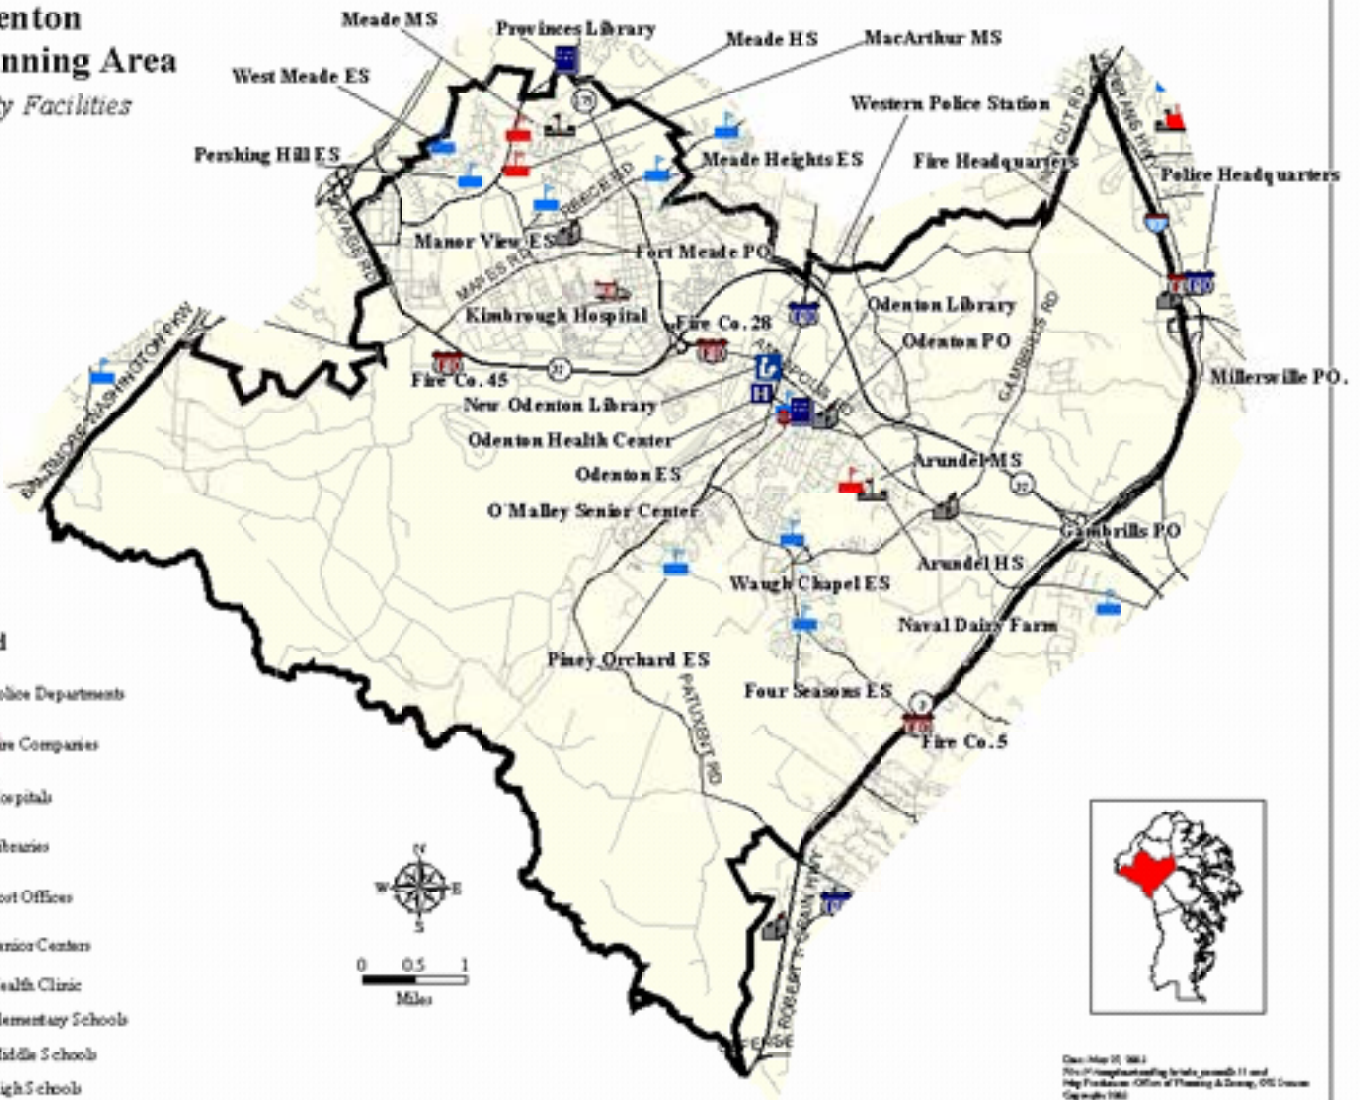 enton
nning Area
y Facilities
Meade MS
Provinces Library
Meade HS
MacArthur MS
West Meade ES
Western Police Station
Pershing Hill ES
Meade Heights ES
Fire Headquarters
Police Headquarters
REECE RD
Manor View ES
Fort Meade PO
MAPES RD
Kimbrough Hospital
Odenton Library
Fire Co. 28
Odenton PO
GAMBRILLS RD
ANNAPOLIS RD
Fire Co. 45
Millersville PO.
New Odenton Library
BALTIMORE-WASHINGTON PKW
Odenton Health Center
Arundel MS
Odenton ES
O'Malley Senior Center
Gambrills PO
Arundel HS
Waugh Chapel ES
Naval Dairy Farm
Piney Orchard ES
Four Seasons ES
PATUXENT RD
Fire Co. 5
d
olice Departments
ire Companies
ospitals
ibraries
ost Offices
enior Centers
ealth Clinic
lementary Schools
iddle Schools
igh Schools
N
W E
S
0 0.5 1
Miles
ROBERT CRAIN HWY